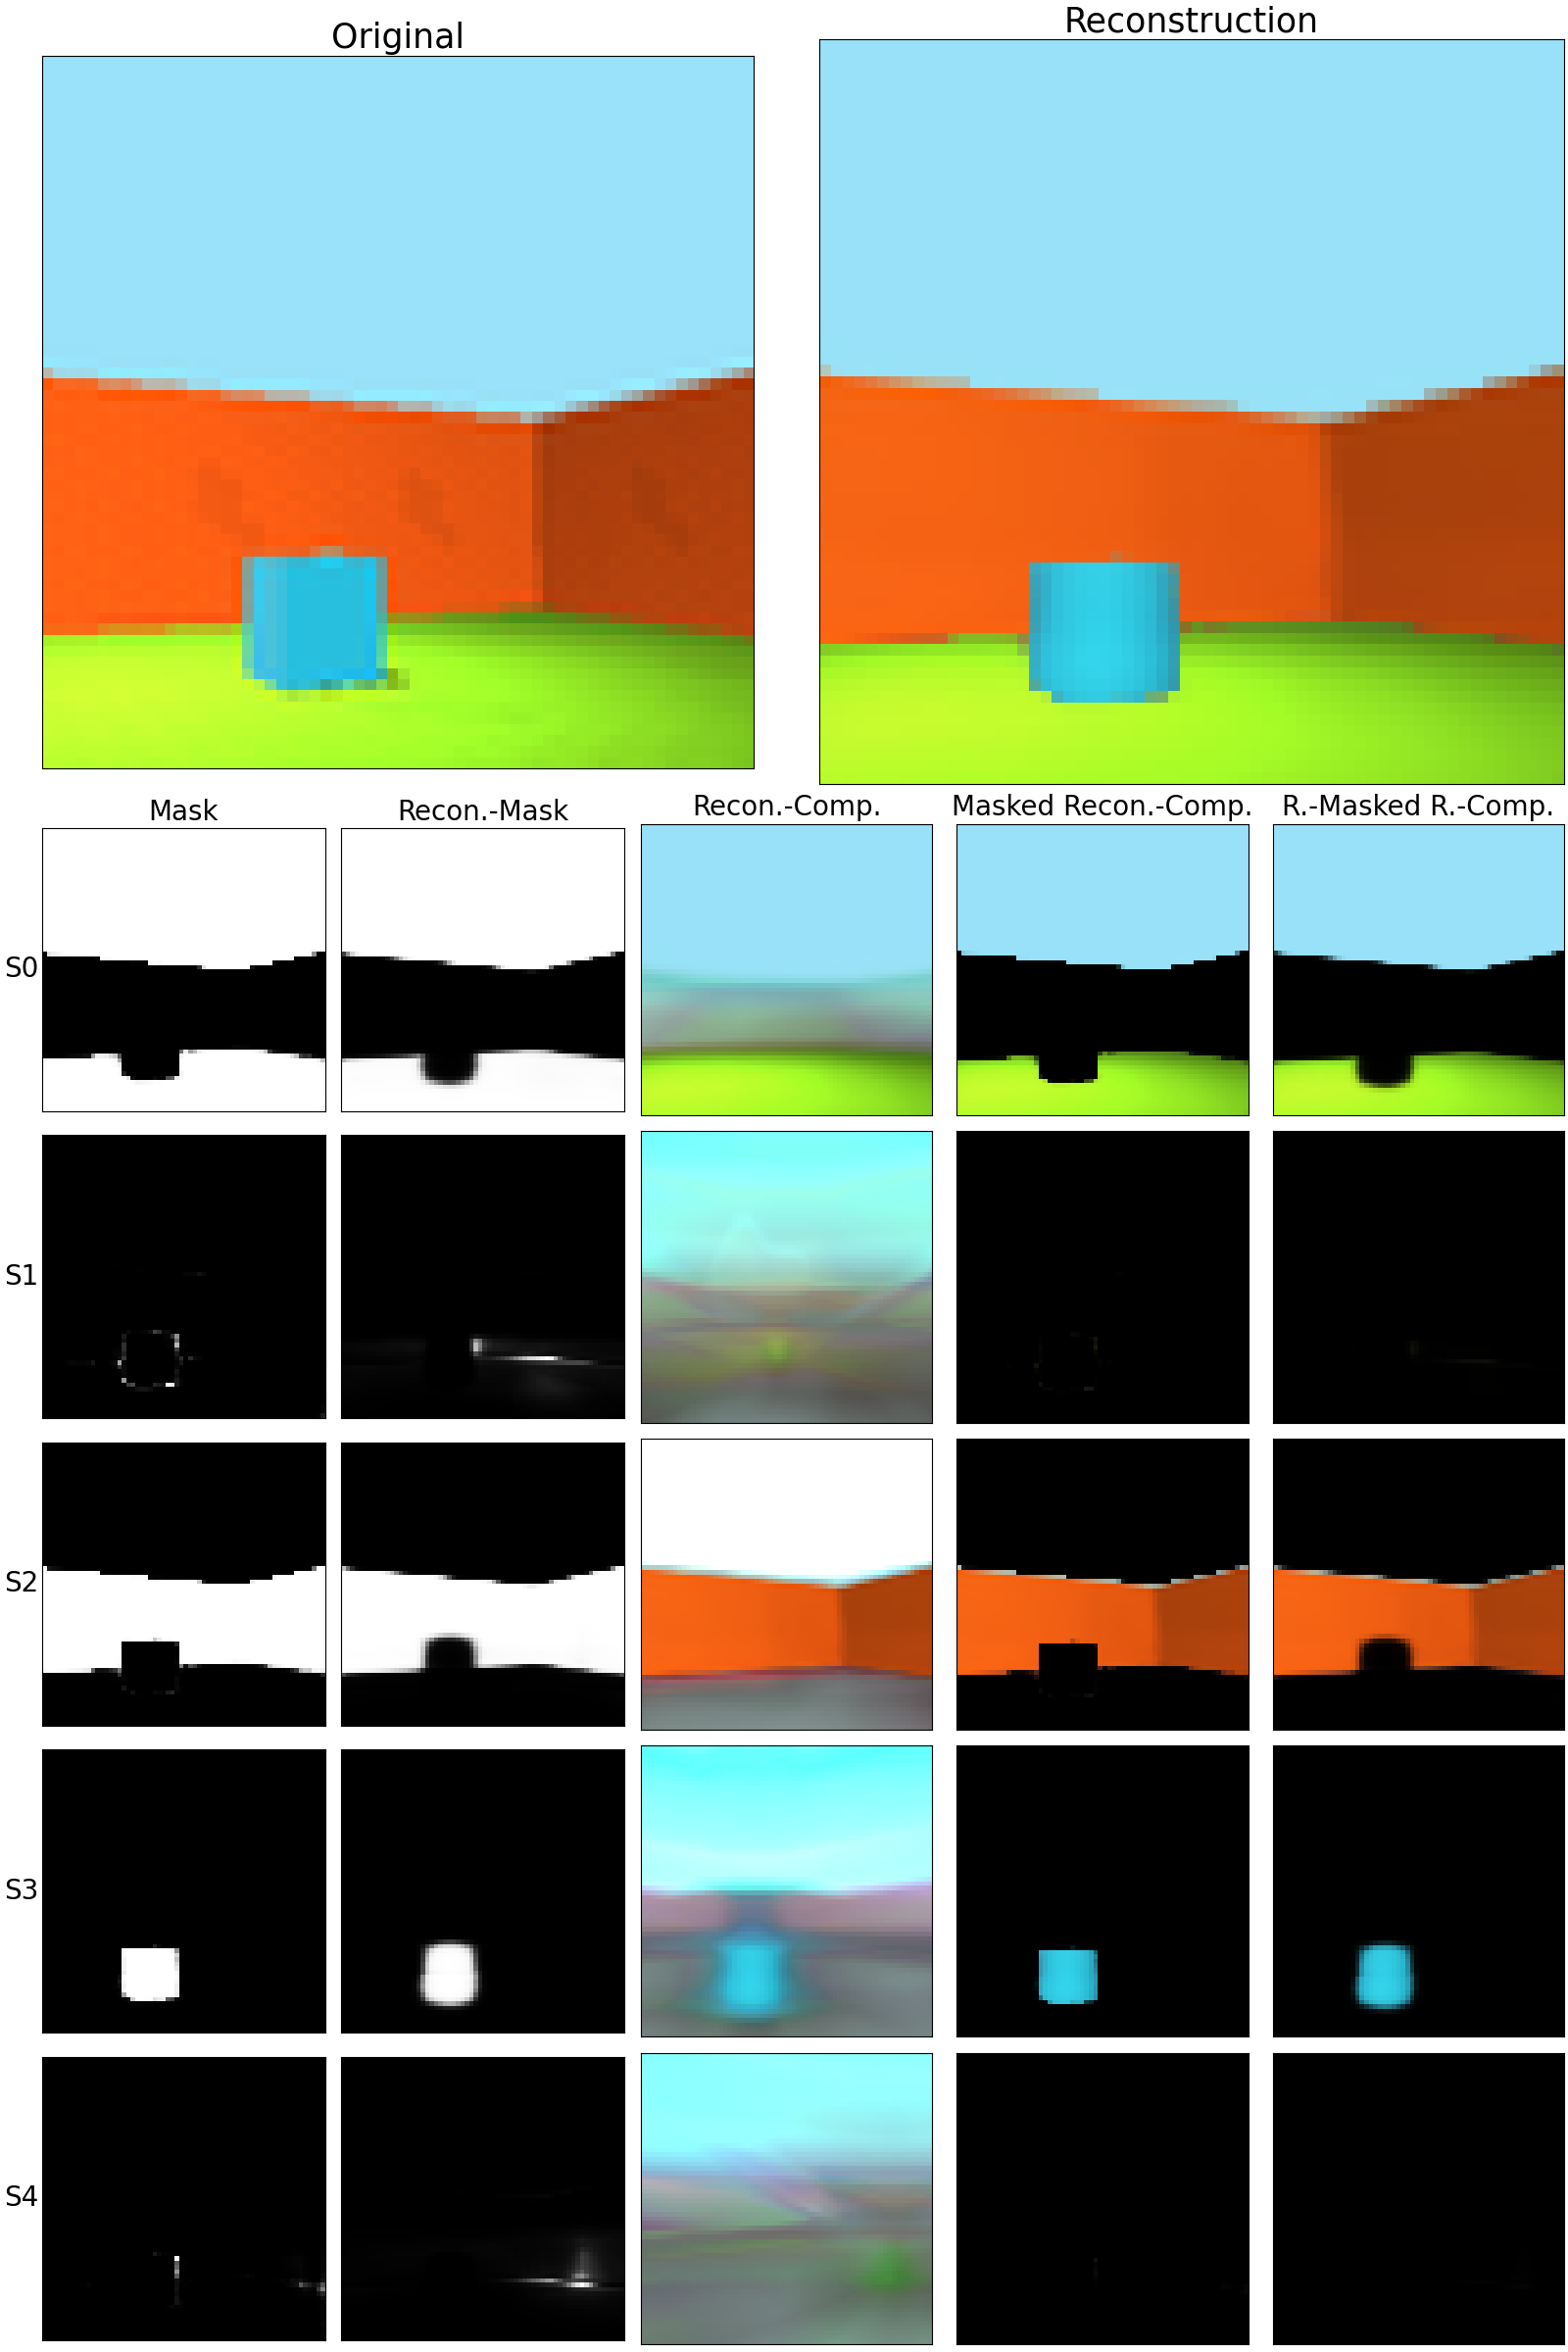 Original
Reconstruction
Mask
Recon.-Mask
Recon.-Comp.
Masked Recon.-Comp.
R.-Masked R.-Comp.
S0
S1
S2
S3
S4